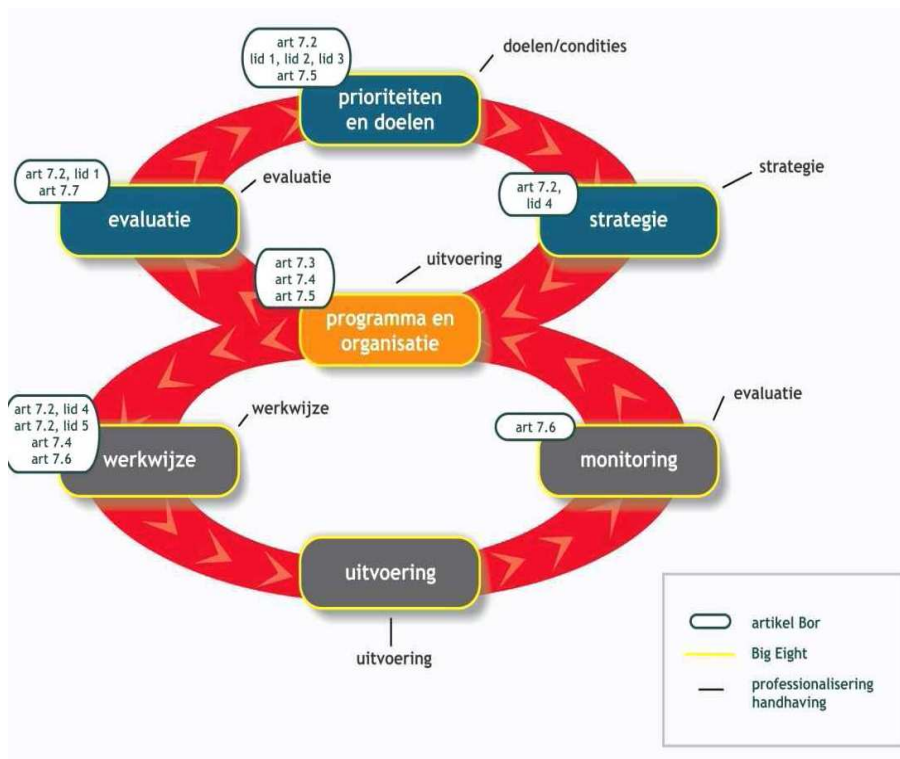 art 7.2
lid 1, lid 2, lid 3
art 7.5
doelen/condities
prioriteiten
en doelen
art 7.2, lid 1
art 7.7
evaluatie
evaluatie
art 7.2,
lid 4
strategie
strategie
art 7.3
art 7.4
art 7.5
uitvoering
programma en
organisatie
art 7.2, lid 4
art 7.2, lid 5
art 7.4
art 7.6
werkwijze
werkwijze
art 7.6
evaluatie
monitoring
uitvoering
uitvoering
artikel Bor
Big Eight
professionalisering
handhaving